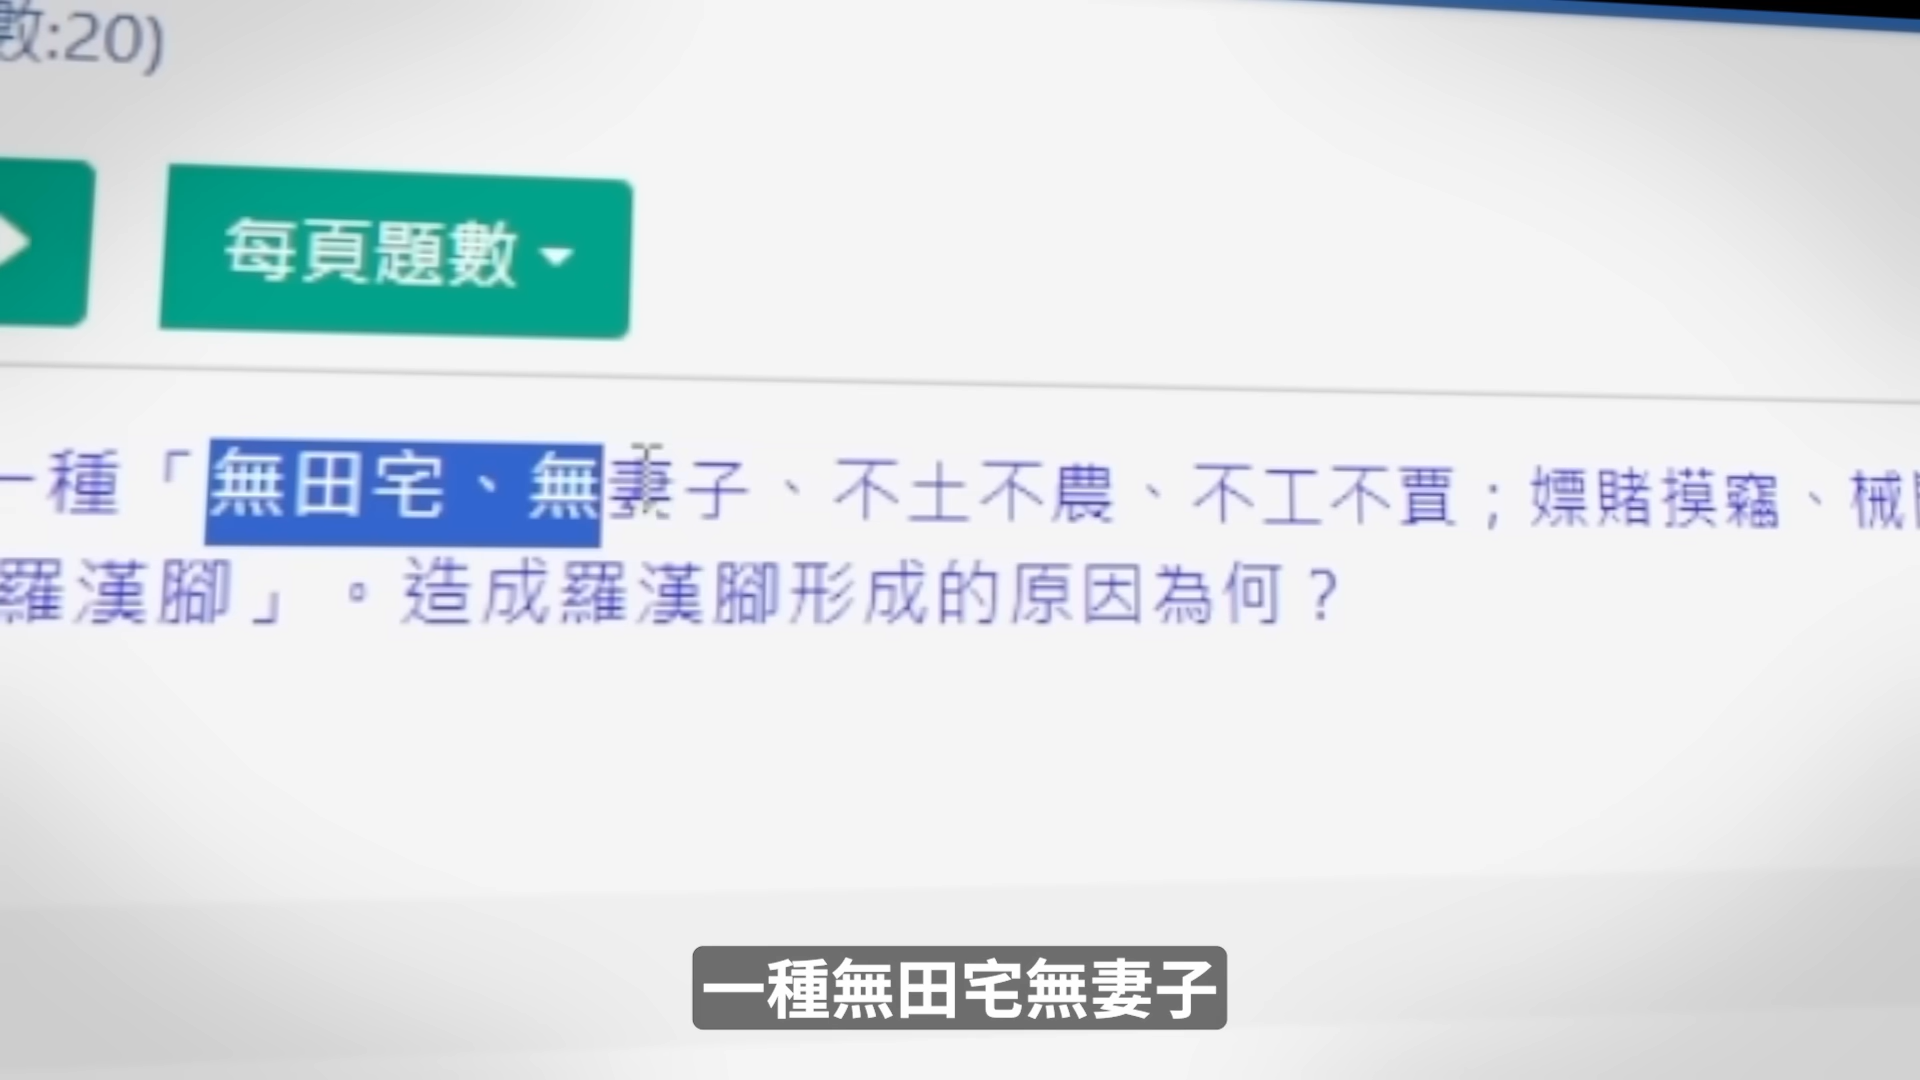 數:20)
每頁題數
一種「無田宅、無妻子、不士不農、不工不賈；嫖賭摸竊、械
羅漢腳」。造成羅漢腳形成的原因為何？
一種無田宅無妻子